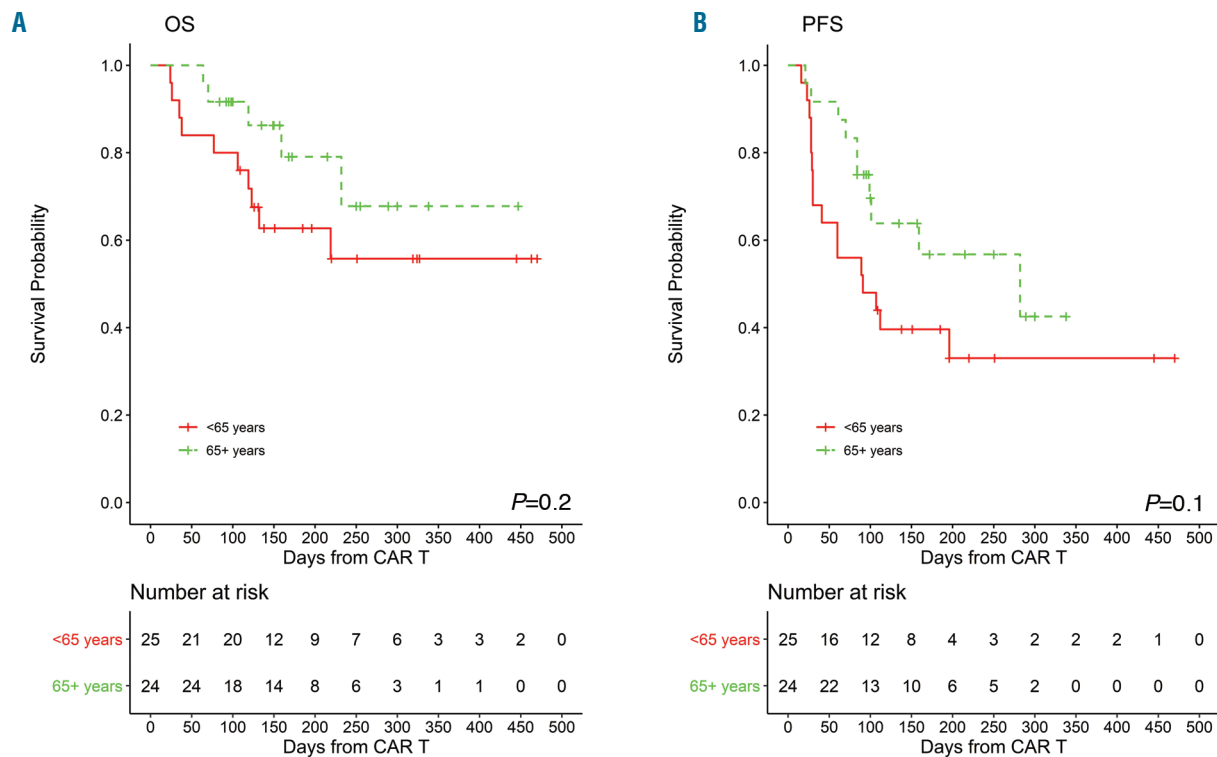 A
OS
1.0
0.8
0.6
0.4
0.2
0.0
Survival Probability
<65 years
65+ years
P=0.2
0 50 100 150 200 250 300 350 400 450 500
Days from CAR T
Number at risk
<65 years 25 21 20 12 9 7 6 3 3 2 0
65+ years 24 24 18 14 8 6 3 1 1 0 0
0 50 100 150 200 250 300 350 400 450 500
Days from CAR T
B
PFS
1.0
0.8
0.6
0.4
0.2
0.0
Survival Probability
<65 years
65+ years
P=0.1
0 50 100 150 200 250 300 350 400 450 500
Days from CAR T
Number at risk
<65 years 25 16 12 8 4 3 2 2 2 1 0
65+ years 24 22 13 10 6 5 2 0 0 0 0
0 50 100 150 200 250 300 350 400 450 500
Days from CAR T